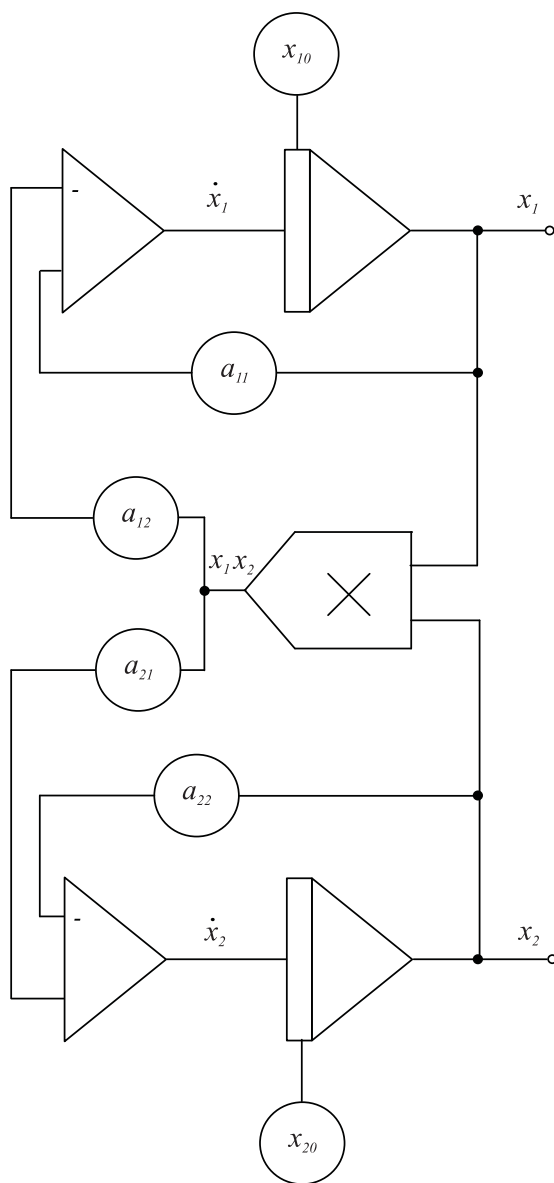 x₁₀
-
ẋ₁
x₁
a₁₁
a₁₂
x₁x₂
a₂₁
a₂₂
-
ẋ₂
x₂
x₂₀